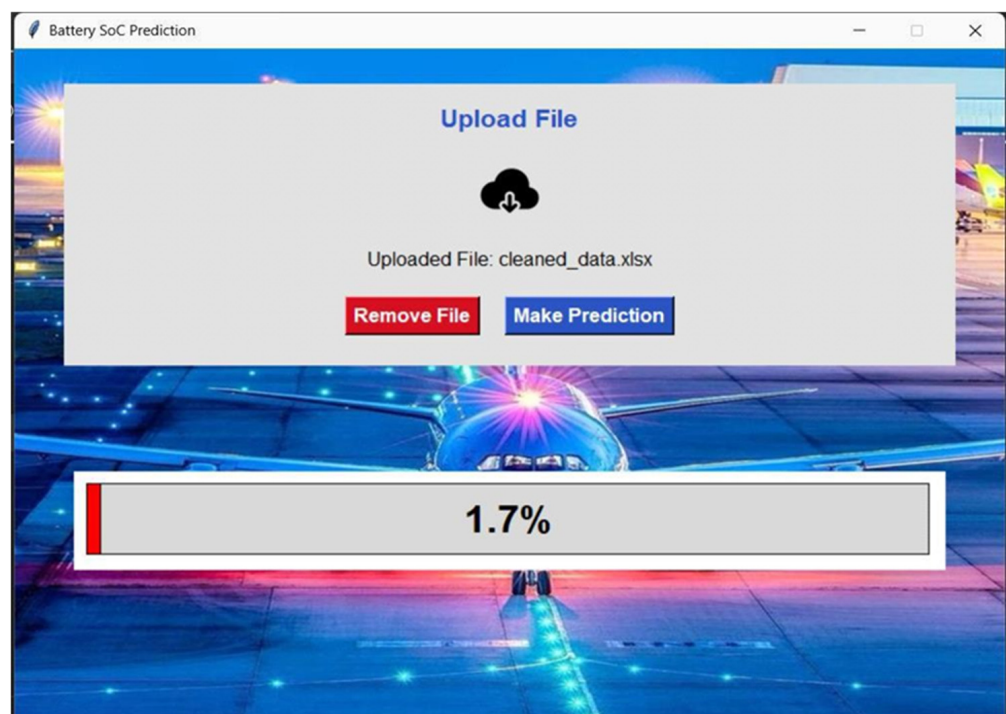 Battery SoC Prediction
Upload File
Uploaded File: cleaned_data.xlsx
Remove File Make Prediction
1.7%